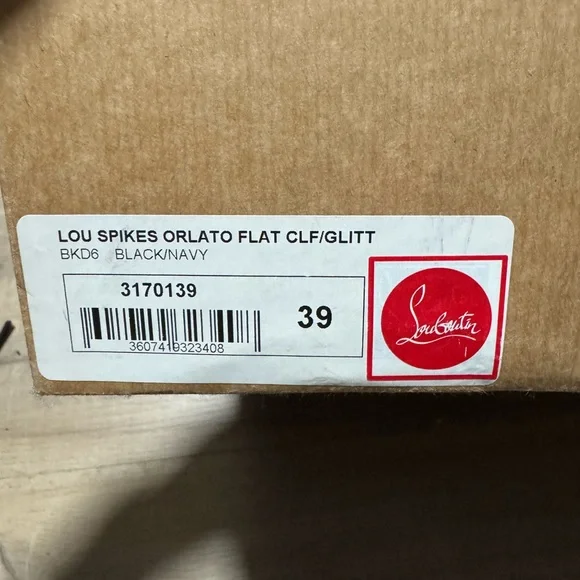 LOU SPIKES ORLATO FLAT CLF/GLITT
BKD6 BLACK/NAVY
3170139
39
3607419323408
Louboutin